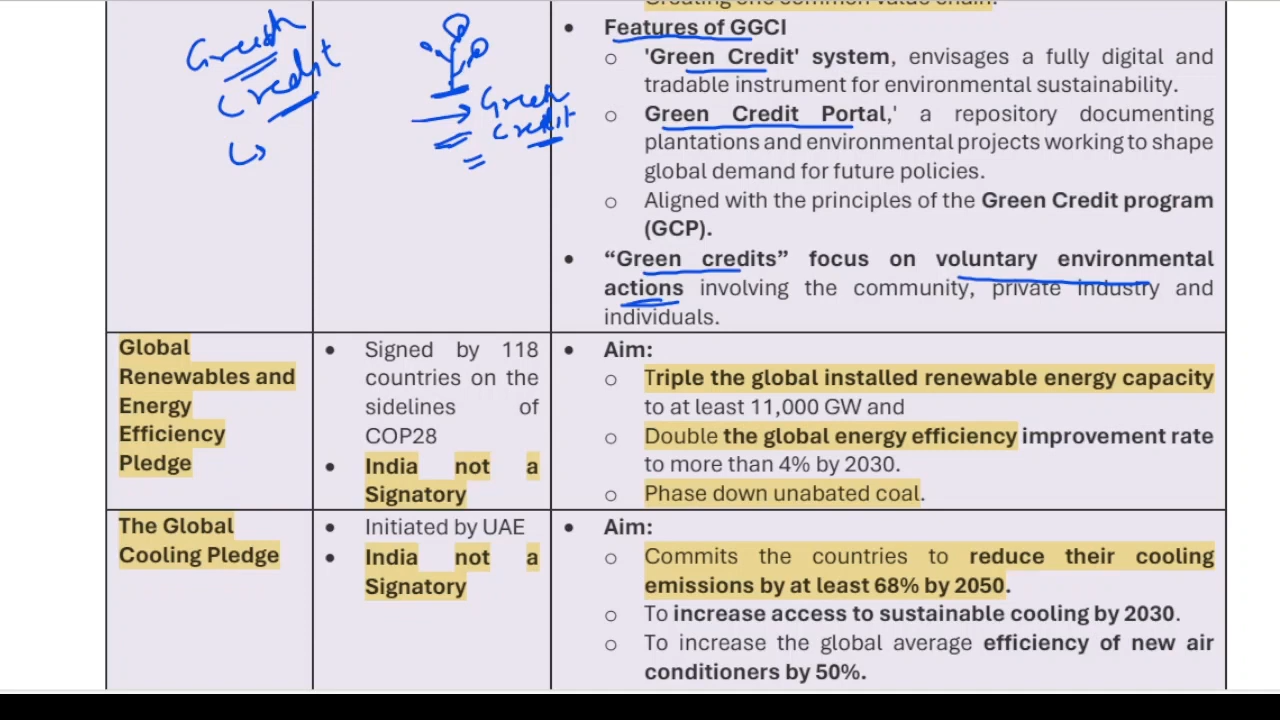 Creating one common value chain.
Green
Credit
Green
Credit
• Features of GGCI
○ 'Green Credit' system, envisages a fully digital and
tradable instrument for environmental sustainability.
○ Green Credit Portal,' a repository documenting
plantations and environmental projects working to shape
global demand for future policies.
○ Aligned with the principles of the Green Credit program
(GCP).
• “Green credits” focus on voluntary environmental
actions involving the community, private industry and
individuals.
Global
Renewables and
Energy
Efficiency
Pledge
• Signed by 118
countries on the
sidelines of
COP28
• India not a
Signatory
• Aim:
○ Triple the global installed renewable energy capacity
to at least 11,000 GW and
○ Double the global energy efficiency improvement rate
to more than 4% by 2030.
○ Phase down unabated coal.
The Global
Cooling Pledge
• Initiated by UAE
• India not a
Signatory
• Aim:
○ Commits the countries to reduce their cooling
emissions by at least 68% by 2050.
○ To increase access to sustainable cooling by 2030.
○ To increase the global average efficiency of new air
conditioners by 50%.